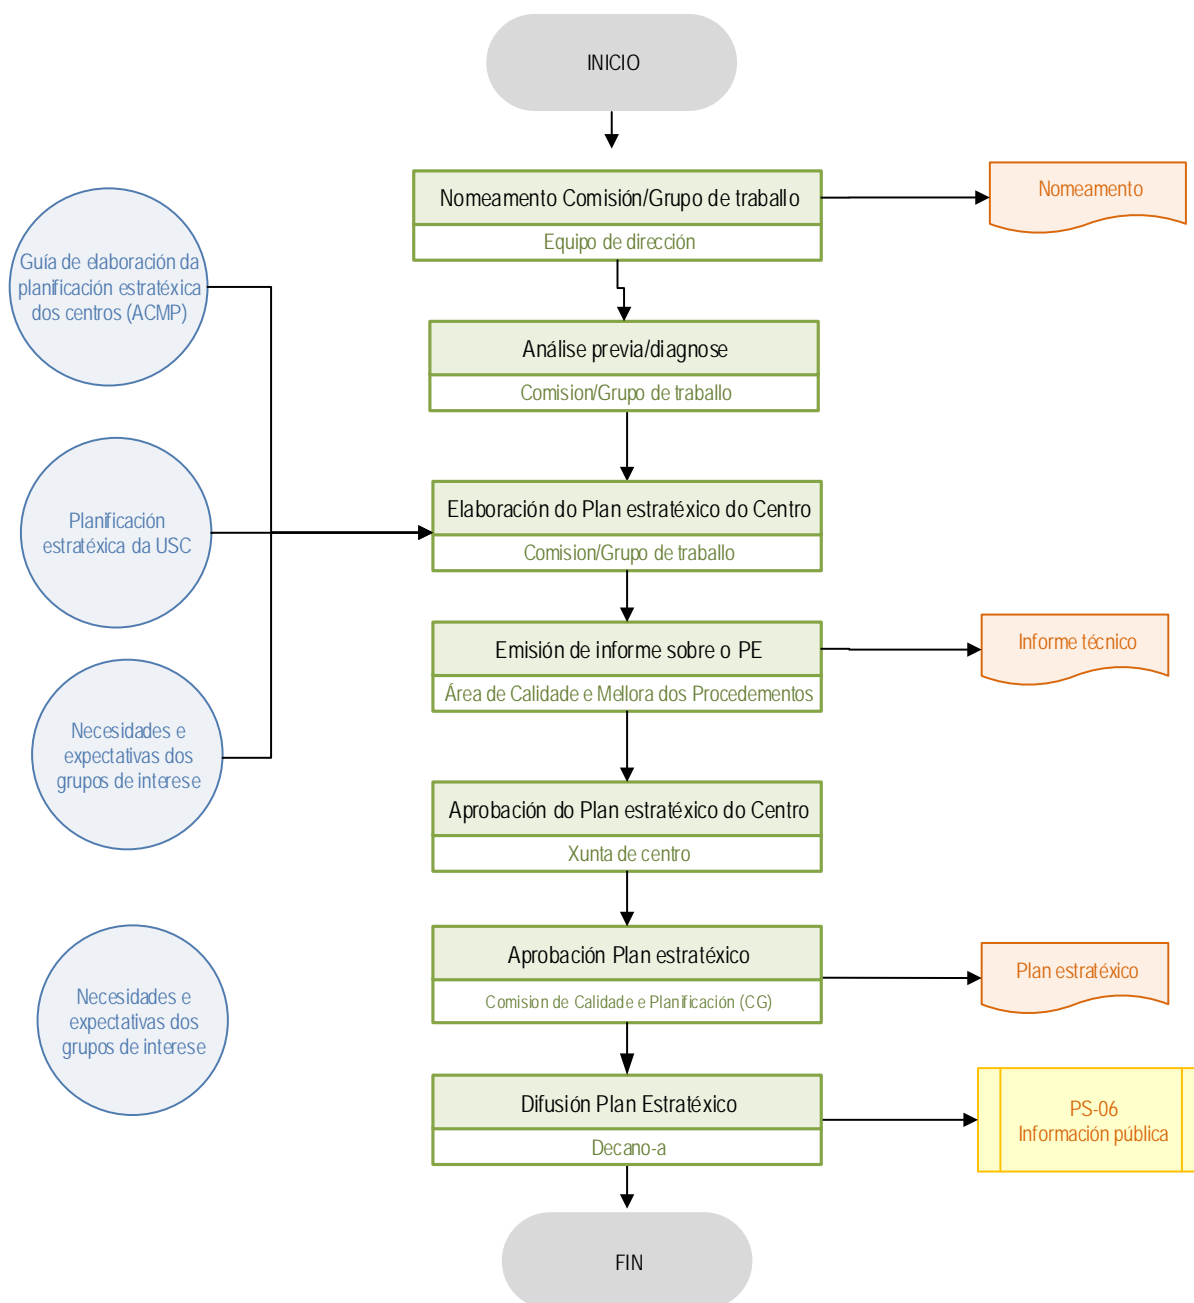 INICIO
Nomeamento Comisión/Grupo de traballo
Equipo de dirección
Nomeamento
Guía de elaboración da
planificación estratéxica
dos centros (ACMP)
Análise previa/diagnose
Comision/Grupo de traballo
Elaboración do Plan estratéxico do Centro
Comision/Grupo de traballo
Planificación
estratéxica da USC
Emisión de informe sobre o PE
Área de Calidade e Mellora dos Procedementos
Informe técnico
Necesidades e
expectativas dos
grupos de interese
Aprobación do Plan estratéxico do Centro
Xunta de centro
Aprobación Plan estratéxico
Comision de Calidade e Planificación (CG)
Plan estratéxico
Necesidades e
expectativas dos
grupos de interese
Difusión Plan Estratéxico
Decano-a
PS-06
Información pública
FIN